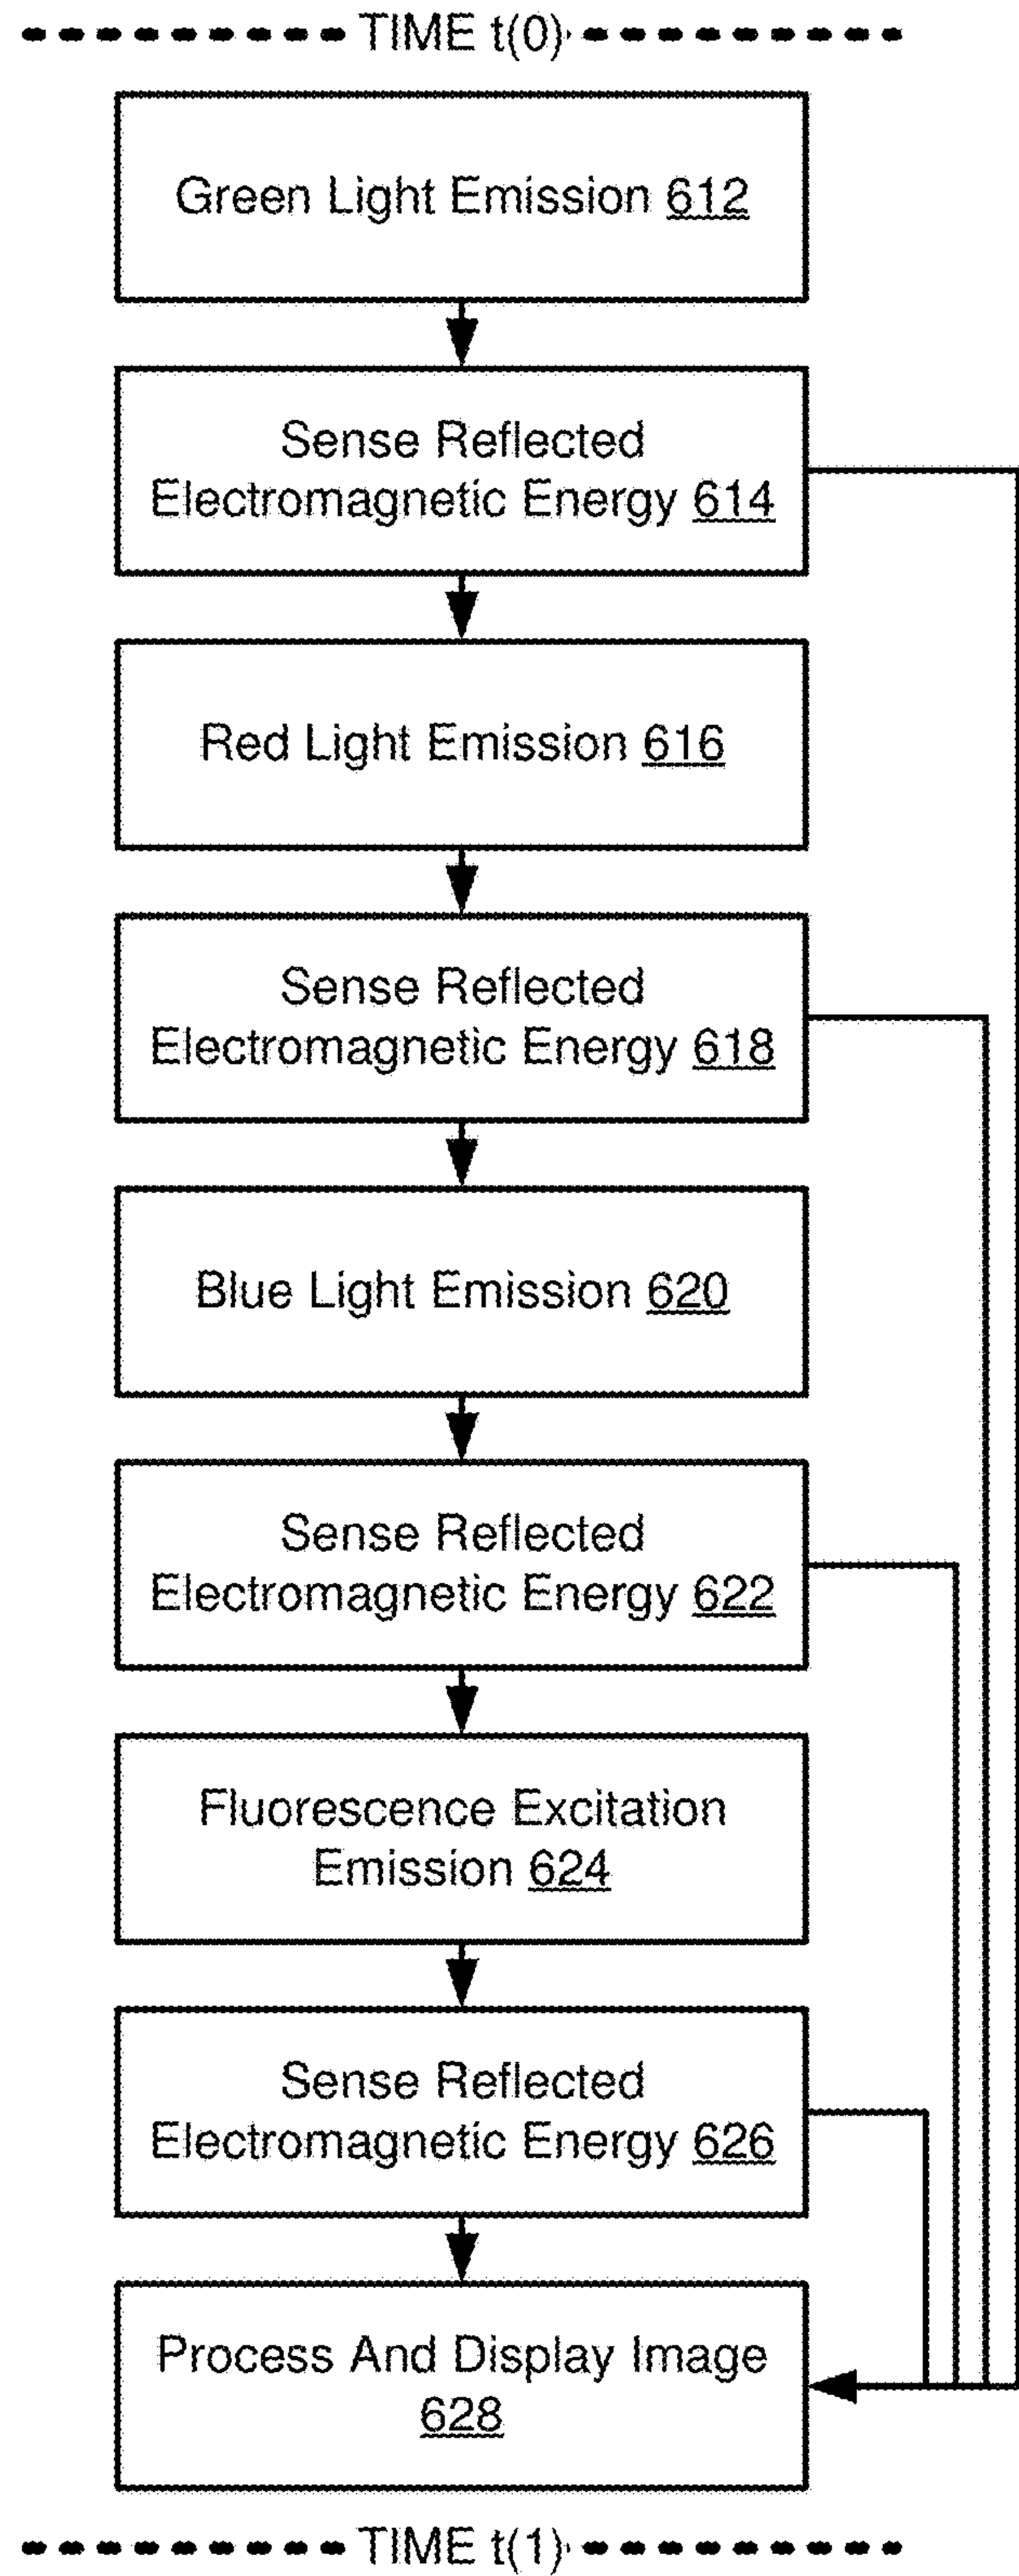 TIME t(0)
Green Light Emission 612
Sense Reflected
Electromagnetic Energy 614
Red Light Emission 616
Sense Reflected
Electromagnetic Energy 618
Blue Light Emission 620
Sense Reflected
Electromagnetic Energy 622
Fluorescence Excitation
Emission 624
Sense Reflected
Electromagnetic Energy 626
Process And Display Image
628
TIME t(1)